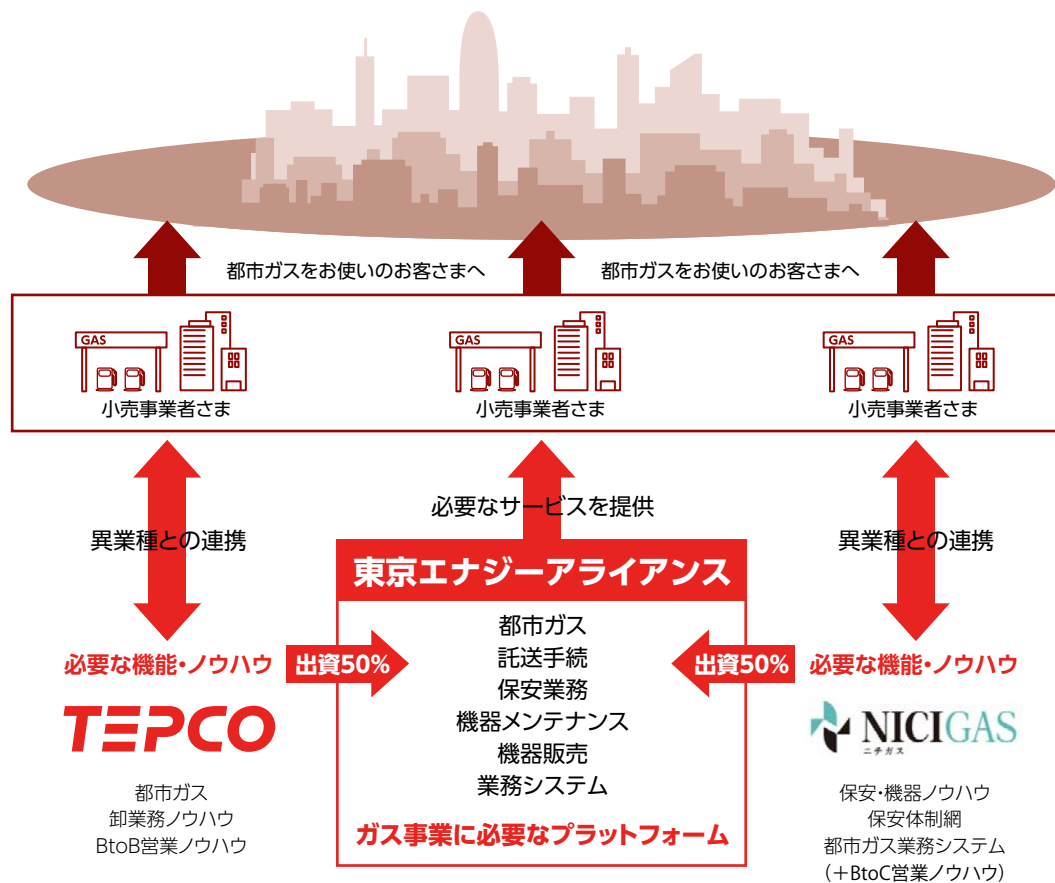 都市ガスをお使いのお客さまへ
都市ガスをお使いのお客さまへ
GAS
GAS
GAS
小売事業者さま
小売事業者さま
小売事業者さま
異業種との連携
必要なサービスを提供
異業種との連携
東京エナジーアライアンス
都市ガス
託送手続
保安業務
機器メンテナンス
機器販売
業務システム
ガス事業に必要なプラットフォーム
必要な機能・ノウハウ
出資50%
出資50%
必要な機能・ノウハウ
TEPCO
都市ガス
卸業務ノウハウ
BtoB営業ノウハウ
NICIGAS
ニチガス
保安・機器ノウハウ
保安体制網
都市ガス業務システム
(＋BtoC営業ノウハウ)